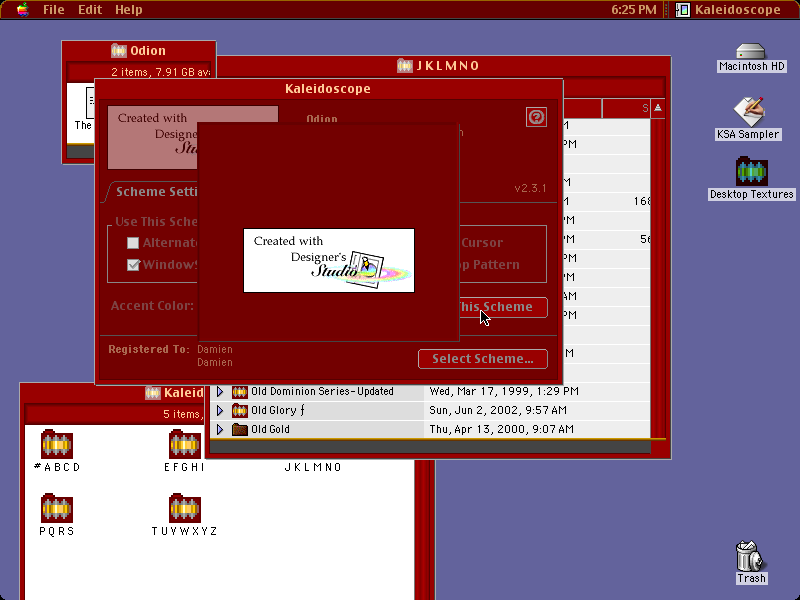 File Edit Help
6:25 PM
Kaleidoscope
Odion
2 items, 7.91 GB ava
The
JKLMNO
S
Kaleidoscope
Created with
Designe
Stu
Odion
v2.3.1
Scheme Setti
Use This Sche
Alternat
Windows
Cursor
p Pattern
Accent Color:
This Scheme
Registered To: Damien
Damien
Select Scheme...
Created with
Designer's
Studio
PM
PM
168
56
PM
PM
AM
PM
PM
Old Dominion Series-Updated Wed, Mar 17, 1999, 1:29 PM
Old Glory ƒ Sun, Jun 2, 2002, 9:57 AM
Old Gold Thu, Apr 13, 2000, 9:07 AM
Kaleid
5 items,
#ABCD
EFGHI
JKLMNO
PQRS
TUYWXYZ
Macintosh HD
KSA Sampler
Desktop Textures
Trash